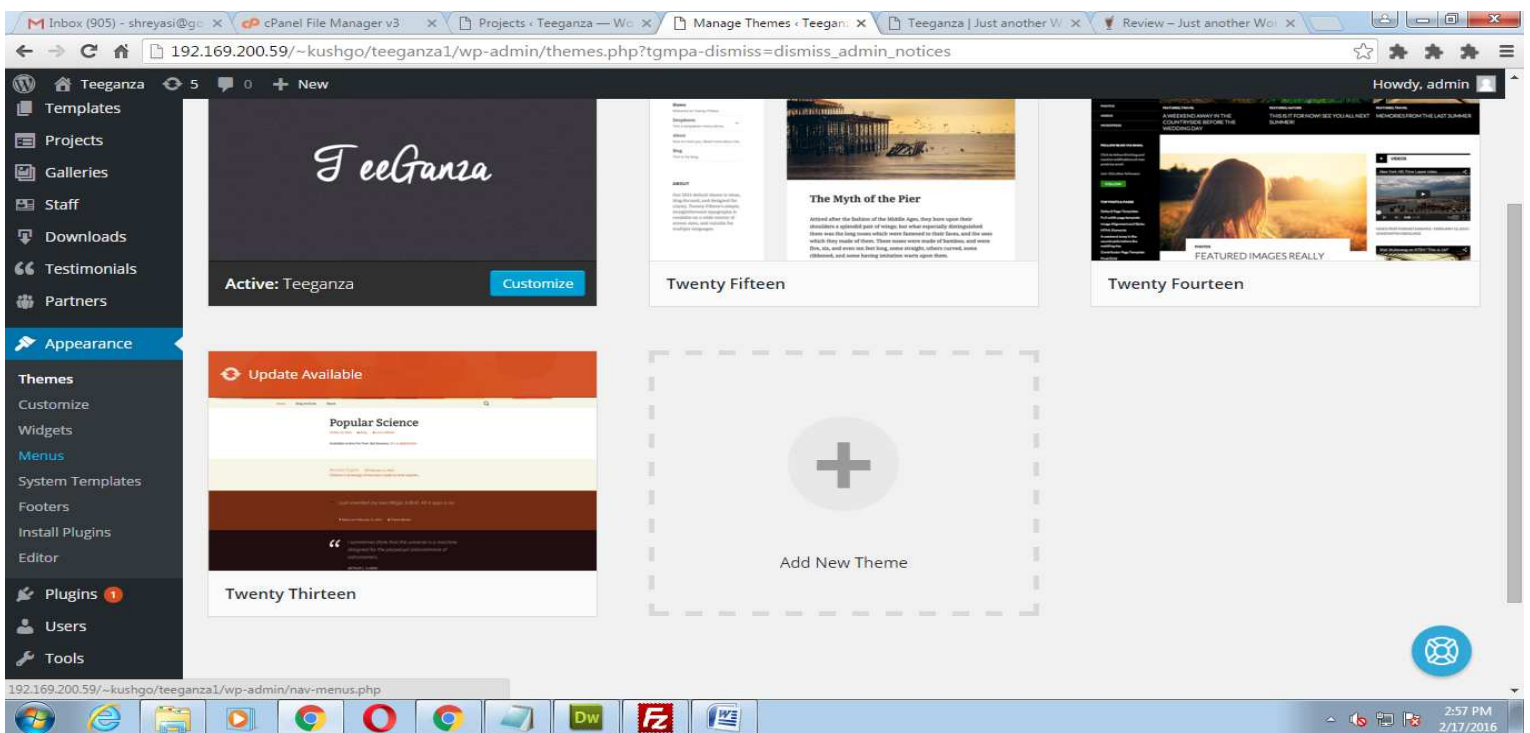 Inbox (905) - shreyasi@go
cPanel File Manager v3
Projects ‹ Teeganza — Wo
Manage Themes ‹ Teegan
Teeganza | Just another W
Review – Just another Wor
192.169.200.59/~kushgo/teeganza1/wp-admin/themes.php?tgmpa-dismiss=dismiss_admin_notices
Teeganza 5 0 + New
Howdy, admin
Templates
Projects
Galleries
Staff
Downloads
Testimonials
Partners
Appearance
Themes
Customize
Widgets
Menus
System Templates
Footers
Install Plugins
Editor
Plugins 1
Users
Tools
TeeGanza
Active: Teeganza
Customize
ABOUT
The Myth of the Pier
Twenty Fifteen
A WEEKEND AWAY IN THE
COUNTRYSIDE BEFORE THE
WEDDING DAY
THIS IS IT FOR NOW! SEE YOU ALL NEXT
SUMMER!
MEMORIES FROM THE LAST SUMMER
VIDEOS
FOLLOW
FEATURED IMAGES REALLY
Twenty Fourteen
Update Available
Popular Science
Twenty Thirteen
Add New Theme
192.169.200.59/~kushgo/teeganza1/wp-admin/nav-menus.php
Dw
2:57 PM
2/17/2016